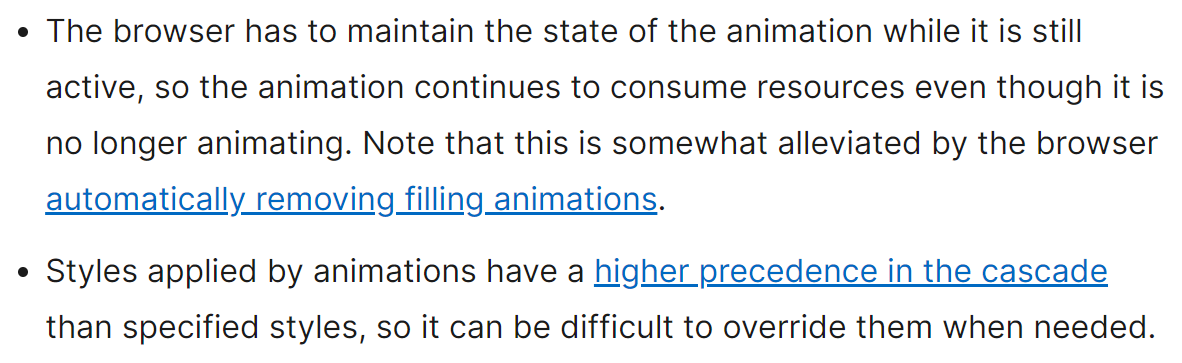 • The browser has to maintain the state of the animation while it is still
active, so the animation continues to consume resources even though it is
no longer animating. Note that this is somewhat alleviated by the browser
automatically removing filling animations.
• Styles applied by animations have a higher precedence in the cascade
than specified styles, so it can be difficult to override them when needed.